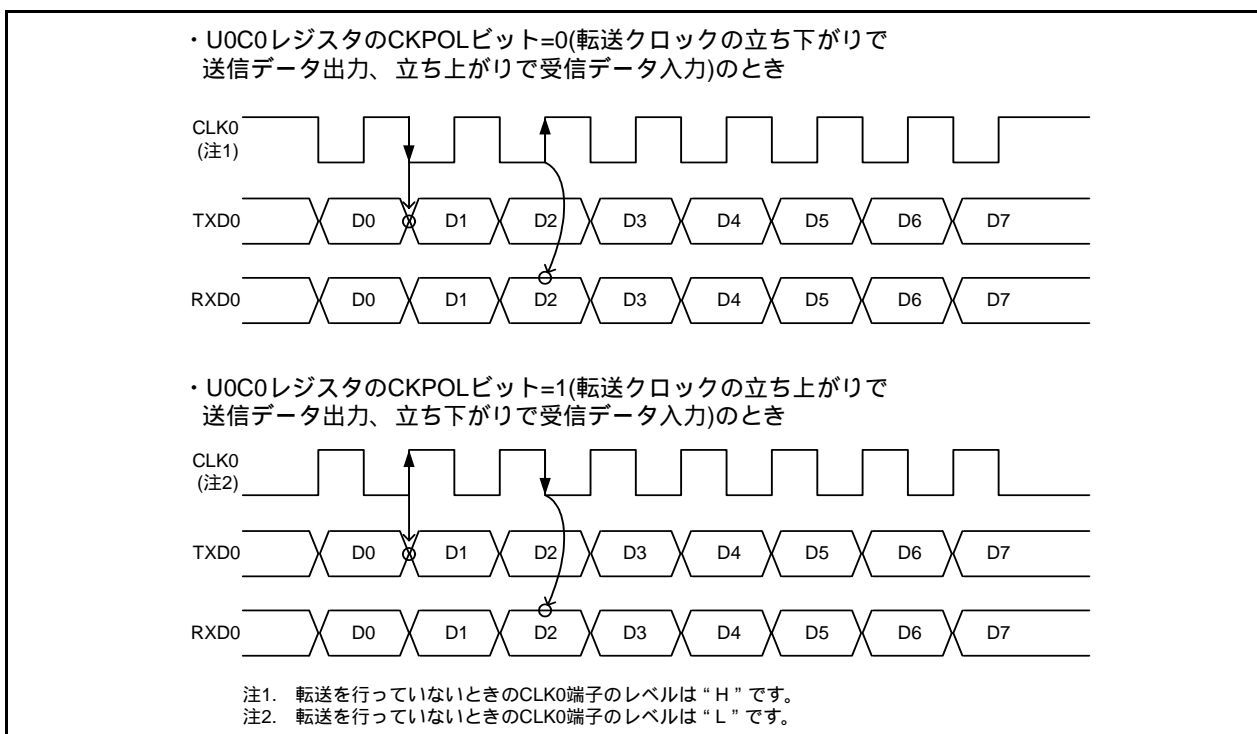 ・U0C0レジスタのCKPOLビット=0(転送クロックの立ち下がりで
送信データ出力、立ち上がりで受信データ入力)のとき
CLK0
(注1)
TXD0 D0 D1 D2 D3 D4 D5 D6 D7
RXD0 D0 D1 D2 D3 D4 D5 D6 D7
・U0C0レジスタのCKPOLビット=1(転送クロックの立ち上がりで
送信データ出力、立ち下がりで受信データ入力)のとき
CLK0
(注2)
TXD0 D0 D1 D2 D3 D4 D5 D6 D7
RXD0 D0 D1 D2 D3 D4 D5 D6 D7
注1. 転送を行っていないときのCLK0端子のレベルは“H”です。
注2. 転送を行っていないときのCLK0端子のレベルは“L”です。